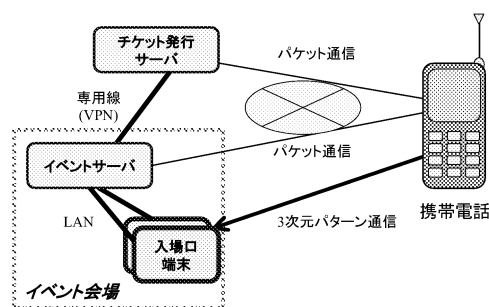 チケット発行
サーバ
パケット通信
専用線
(VPN)
イベントサーバ
パケット通信
LAN
3次元パターン通信
携帯電話
入場口
端末
イベント会場